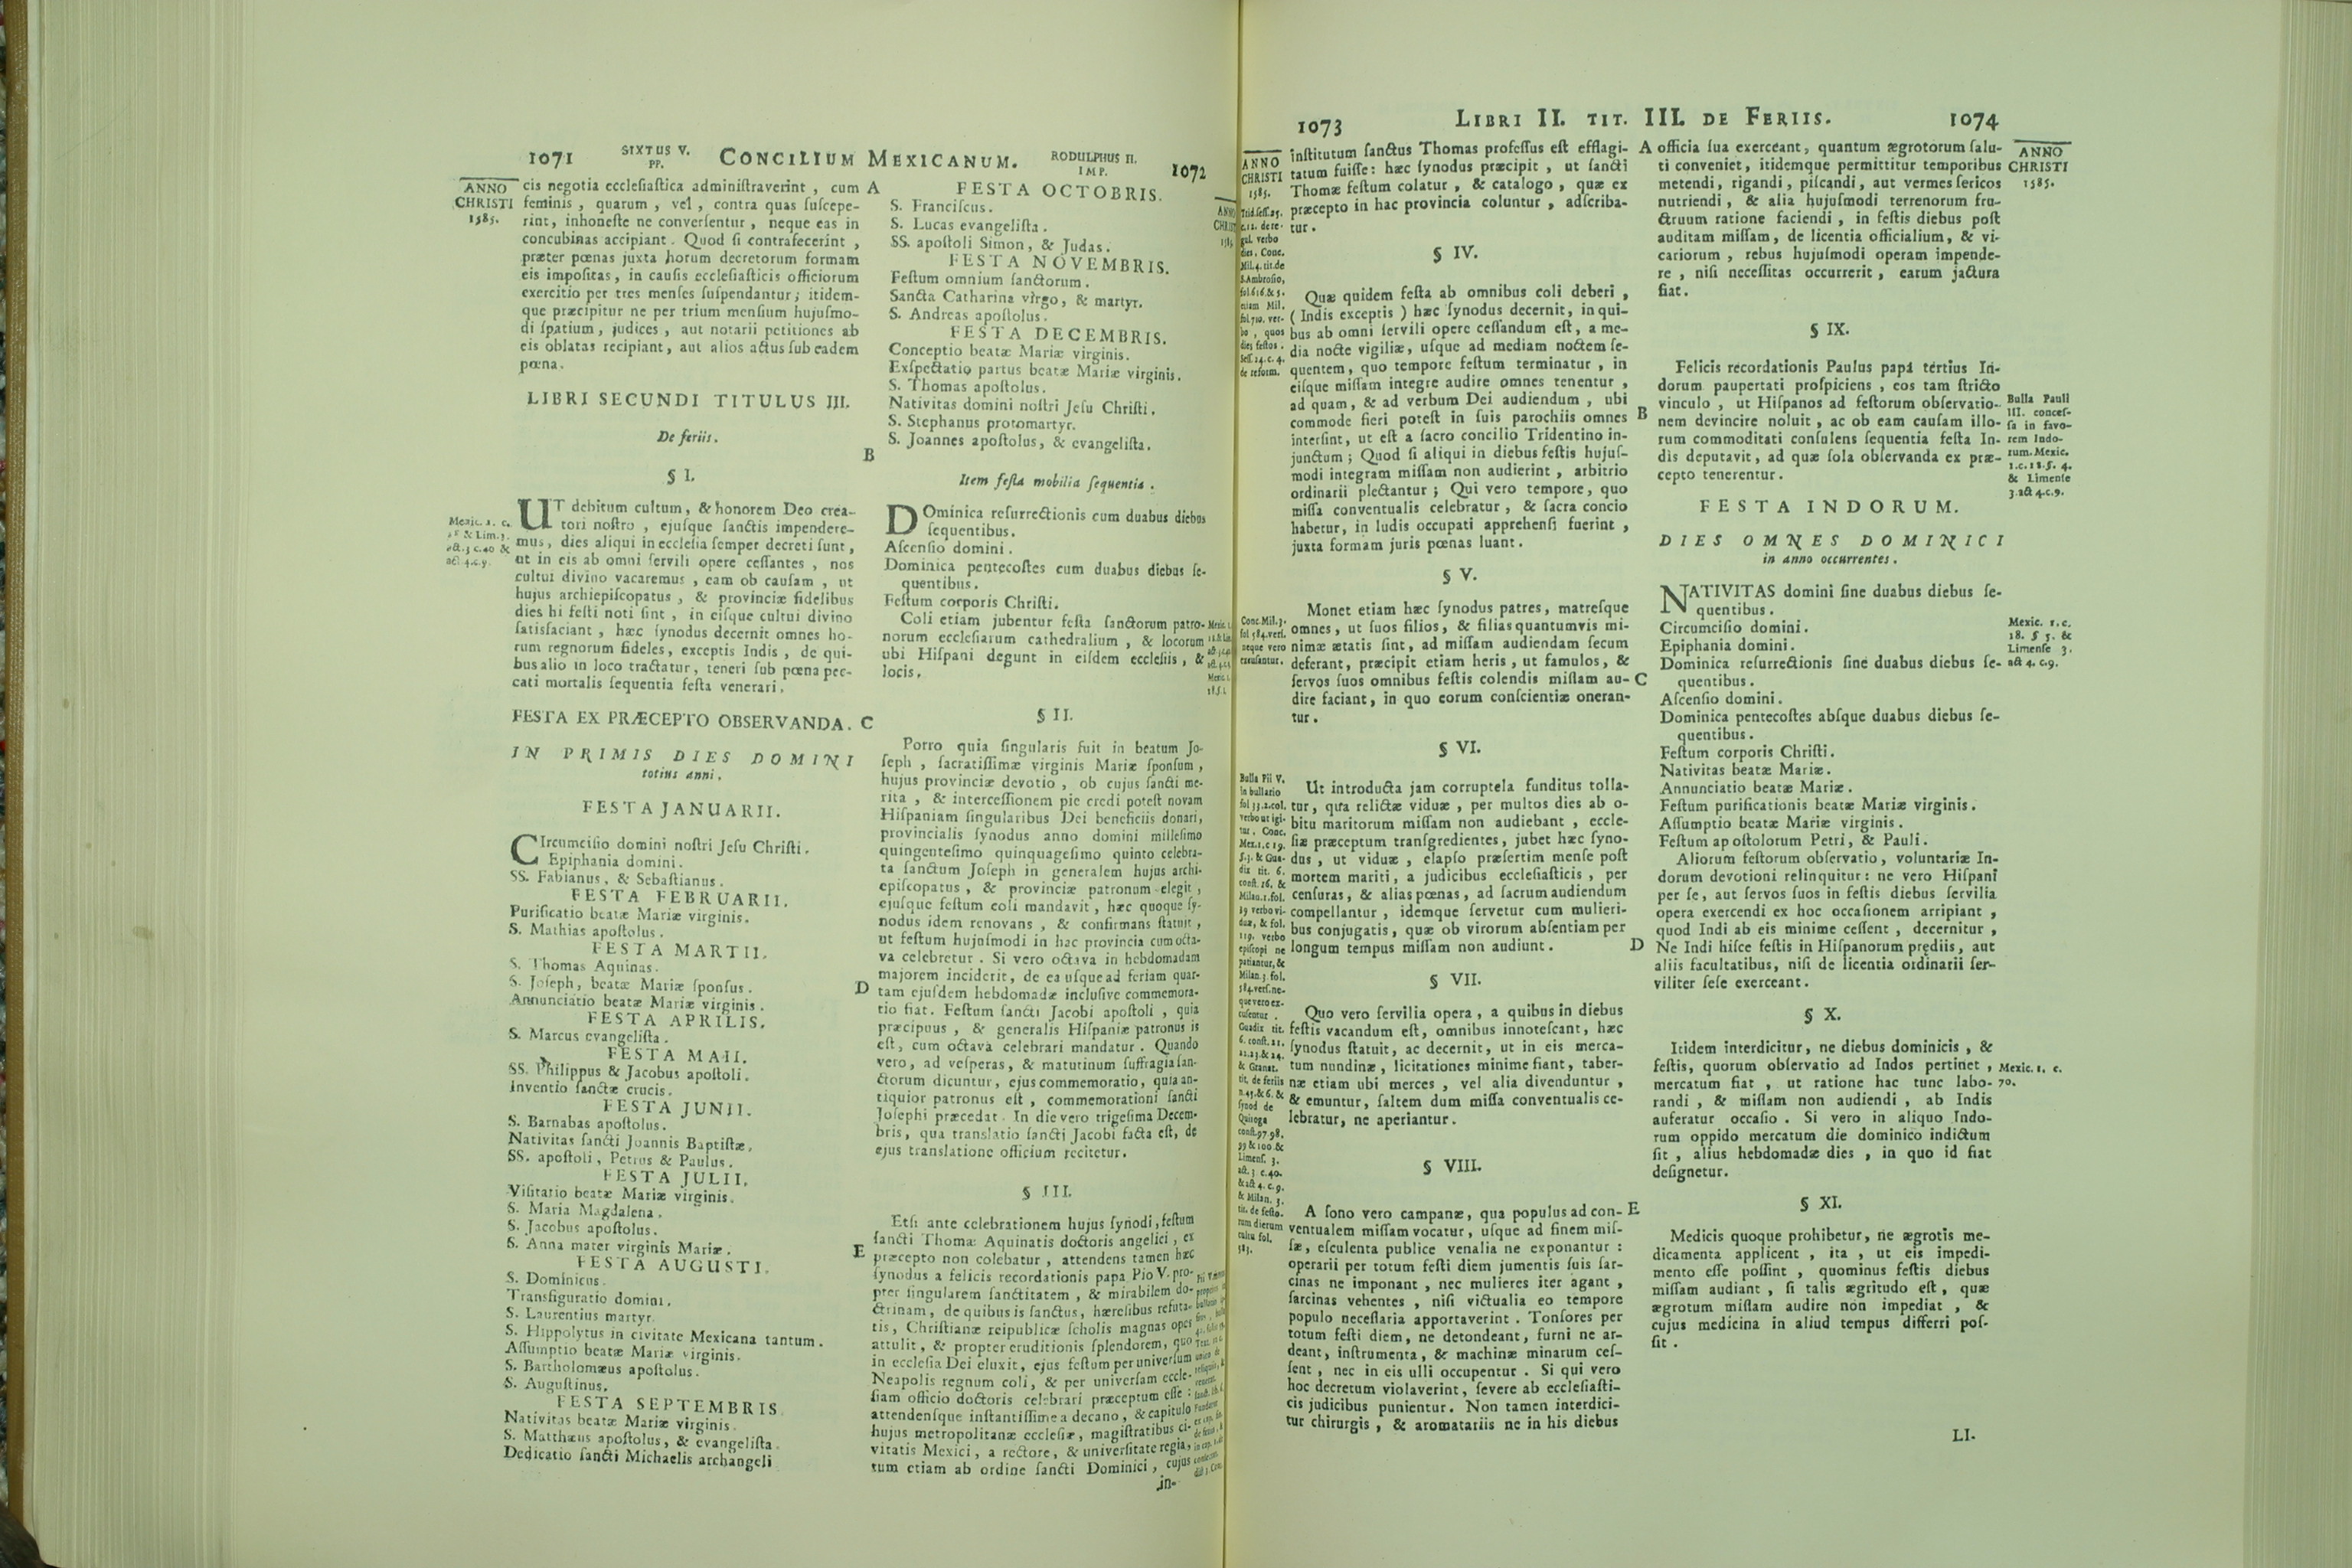 1071 SIXTUS V. PP. CONCILIUM MEXICANUM. RODULPHUS II. IMP. 1072
ANNO CHRISTI 1585.
cis negotia ecclesiastica administraverint , cum
feminis , quarum , vel , contra quas suscepe-
rint, inhoneste ne conversentur , neque eas in
concubinas accipiant . Quod si contrafecerint ,
præter pœnas juxta horum decretorum formam
eis impositas, in causis ecclesiasticis officiorum
exercitio per tres menses suspendantur; itidem-
que præcipitur ne per trium mensium hujusmo-
di spatium, judices , aut notarii petitiones ab
eis oblatas recipiant, aut alios actus sub eadem
pœna.
LIBRI SECUNDI TITULUS III.
De feriis.
§ I.
UT debitum cultum, & honorem Deo crea-
tori nostro , ejusque sanctis impendere-
mus, dies aliqui in ecclesia semper decreti sunt,
ut in eis ab omni servili opere cessantes , nos
cultui divino vacaremus , eam ob causam , ut
hujus archiepiscopatus , & provinciæ fidelibus
dies hi festi noti sint , in eisque cultui divino
satisfaciant , hæc synodus decernit omnes ho-
rum regnorum fideles, exceptis Indis , de qui-
bus alio in loco tractatur, teneri sub pœna pec-
cati mortalis sequentia festa venerari.
FESTA EX PRÆCEPTO OBSERVANDA.
IN PRIMIS DIES DOMINI
totius anni.
FESTA JANUARII.
CIrcumcisio domini nostri Jesu Christi.
Epiphania domini.
SS. Fabianus, & Sebastianus.
FESTA FEBRUARII.
Purificatio beatæ Mariæ virginis.
S. Mathias apostolus.
FESTA MARTII.
S. Thomas Aquinas.
S. Joseph, beatæ Mariæ sponsus.
Annunciatio beatæ Mariæ virginis.
FESTA APRILIS.
S. Marcus evangelista.
FESTA MAII.
SS. Philippus & Jacobus apostoli.
Inventio sanctæ crucis.
FESTA JUNII.
S. Barnabas apostolus.
Nativitas sancti Joannis Baptistæ.
SS. apostoli, Petrus & Paulus.
FESTA JULII.
Visitatio beatæ Mariæ virginis.
S. Maria Magdalena.
S. Jacobus apostolus.
S. Anna mater virginis Mariæ.
FESTA AUGUSTI.
S. Dominicus.
Transfiguratio domini.
S. Laurentius martyr.
S. Hippolytus in civitate Mexicana tantum.
Assumptio beatæ Mariæ virginis.
S. Bartholomæus apostolus.
S. Augustinus.
FESTA SEPTEMBRIS
Nativitas beatæ Mariæ virginis.
S. Matthæus apostolus, & evangelista.
Dedicatio sancti Michaelis archangeli
A
B
C
D
E
FESTA OCTOBRIS.
S. Franciscus.
S. Lucas evangelista.
SS. apostoli Simon, & Judas.
FESTA NOVEMBRIS.
Festum omnium sanctorum.
Sancta Catharina virgo, & martyr.
S. Andreas apostolus.
FESTA DECEMBRIS.
Conceptio beatæ Mariæ virginis.
Exspectatio partus beatæ Mariæ virginis.
S. Thomas apostolus.
Nativitas domini nostri Jesu Christi.
S. Stephanus protomartyr.
S. Joannes apostolus, & evangelista.
Item festa mobilia sequentia.
DOminica resurrectionis cum duabus diebus
sequentibus.
Ascensio domini.
Dominica pentecostes cum duabus diebus se-
quentibus.
Festum corporis Christi.
Coli etiam jubentur festa sanctorum patro-
norum ecclesiarum cathedralium , & locorum
ubi Hispani degunt in eisdem ecclesiis , &
locis.
§ II.
Porro quia singularis fuit in beatum Jo-
seph , sacratissimæ virginis Mariæ sponsum ,
hujus provinciæ devotio , ob cujus sancti me-
rita , & intercessionem pie credi potest novam
Hispaniam singularibus Dei beneficiis donari,
provincialis synodus anno domini millesimo
quingentesimo quinquagesimo quinto celebra-
ta sanctum Joseph in generalem hujus archi-
episcopatus , & provinciæ patronum elegit ,
ejusque festum coli mandavit , hæc quoque sy-
nodus idem renovans , & confirmans statuit ,
ut festum hujusmodi in hac provincia cum octa-
va celebretur . Si vero octava in hebdomadam
majorem inciderit, de ea usque ad feriam quar-
tam ejusdem hebdomadæ inclusive commemora-
tio fiat. Festum sancti Jacobi apostoli , quia
præcipuus , & generalis Hispaniæ patronus is
est, cum octava celebrari mandatur . Quando
vero, ad vesperas, & maturinum suffragia san-
ctorum dicuntur, ejus commemoratio, quia an-
tiquior patronus est , commemorationi sancti
Josephi præcedat. In die vero trigesima Decem-
bris, qua translatio sancti Jacobi facta est, de
ejus translatione officium recitetur.
§ III.
Etsi ante celebrationem hujus synodi, festum
sancti Thomæ Aquinatis doctoris angelici , ex
præcepto non colebatur , attendens tamen hæc
synodus a felicis recordationis papa Pio V. pro-
pter singularem sanctitatem , & mirabilem do-
ctrinam, de quibus is sanctus, hæresibus refuta-
tis, Christianæ reipublicæ scholis magnas opes
attulit, & propter eruditionis splendorem, quo
in ecclesia Dei eluxit, ejus festum per universum
Neapolis regnum coli, & per universam eccle-
siam officio doctoris celebrari præceptum esse :
attendensque instantissime a decano, & capitulo
hujus metropolitanæ ecclesiæ, magistratibus ci-
vitatis Mexici, a rectore, & universitate regia,
tum etiam ab ordine sancti Dominici, cujus
in-
1073 LIBRI II. TIT. III. DE FERIIS. 1074
ANNO CHRISTI 1585.
institutum sanctus Thomas professus est efflagi-
tatum fuisse: hæc synodus præcipit , ut sancti
Thomæ festum colatur , & catalogo , quæ ex
præcepto in hac provincia coluntur , adscriba-
tur .
§ IV.
Quæ quidem festa ab omnibus coli deberi ,
( Indis exceptis ) hæc synodus decernit, in qui-
bus ab omni servili opere cessandum est, a me-
dia nocte vigiliæ, usque ad mediam noctem se-
quentem, quo tempore festum terminatur , in
eisque missam integre audire omnes tenentur ,
ad quam, & ad verbum Dei audiendum , ubi
commode fieri potest in suis parochiis omnes
intersint, ut est a sacro concilio Tridentino in-
junctum; Quod si aliqui in diebus festis hujus-
modi integram missam non audierint , arbitrio
ordinarii plectantur ; Qui vero tempore, quo
missa conventualis celebratur , & sacra concio
habetur, in ludis occupati apprehensi fuerint ,
juxta formam juris pœnas luant .
§ V.
Monet etiam hæc synodus patres, matresque
omnes, ut suos filios, & filias quantumvis mi-
nimæ ætatis sint, ad missam audiendam secum
deferant, præcipit etiam heris , ut famulos, &
servos suos omnibus festis colendis missam au-
dire faciant, in quo eorum conscientiæ oneran-
tur .
§ VI.
Ut introducta jam corruptela funditus tolla-
tur, qua relictæ viduæ , per multos dies ab o-
bitu maritorum missam non audiebant , eccle-
siæ præceptum transgredientes, jubet hæc syno-
dus , ut viduæ , elapso præsertim mense post
mortem mariti, a judicibus ecclesiasticis , per
censuras, & alias pœnas, ad sacrum audiendum
compellantur , idemque servetur cum mulieri-
bus conjugatis, quæ ob virorum absentiam per
longum tempus missam non audiunt .
§ VII.
Quo vero servilia opera , a quibus in diebus
festis vacandum est, omnibus innotescant, hæc
synodus statuit, ac decernit, ut in eis merca-
tum nundinæ , licitationes minime fiant, taber-
næ etiam ubi merces , vel alia divenduntur ,
& emuntur, saltem dum missa conventualis ce-
lebratur, ne aperiantur .
§ VIII.
A sono vero campanæ, qua populus ad con-
ventualem missam vocatur, usque ad finem mis-
sæ, esculenta publice venalia ne exponantur :
operarii per totum festi diem jumentis suis sar-
cinas ne imponant , nec mulieres iter agant ,
sarcinas vehentes , nisi victualia eo tempore
populo necessaria apportaverint . Tonsores per
totum festi diem, ne detondeant, furni ne ar-
deant, instrumenta, & machinæ minarum ces-
sent , nec in eis ulli occupentur . Si qui vero
hoc decretum violaverint, severe ab ecclesiasti-
cis judicibus punientur. Non tamen interdici-
tur chirurgis , & aromatariis ne in his diebus
A
B
C
D
E
officia sua exerceant, quantum ægrotorum salu-
ti conveniet, itidemque permittitur temporibus
metendi, rigandi, piscandi, aut vermes sericos
nutriendi , & alia hujusmodi terrenorum fru-
ctruum ratione faciendi , in festis diebus post
auditam missam, de licentia officialium, & vi-
cariorum , rebus hujusmodi operam impende-
re , nisi necessitas occurrerit , earum jactura
fiat.
§ IX.
Felicis recordationis Paulus papa tertius In-
dorum paupertati prospiciens , eos tam stricto
vinculo , ut Hispanos ad festorum observatio-
nem devincire noluit , ac ob eam causam illo-
rum commoditati consulens sequentia festa In-
dis deputavit, ad quæ sola observanda ex præ-
cepto tenerentur .
FESTA INDORUM.
DIES OMNES DOMINICI
in anno occurrentes.
NATIVITAS domini sine duabus diebus se-
quentibus.
Circumcisio domini.
Epiphania domini.
Dominica resurrectionis sine duabus diebus se-
quentibus.
Ascensio domini.
Dominica pentecostes absque duabus diebus se-
quentibus.
Festum corporis Christi.
Nativitas beatæ Mariæ.
Annunciatio beatæ Mariæ.
Festum purificationis beatæ Mariæ virginis.
Assumptio beatæ Mariæ virginis.
Festum apostolorum Petri, & Pauli.
Aliorum festorum observatio, voluntariæ In-
dorum devotioni relinquitur: ne vero Hispani
per se, aut servos suos in festis diebus servilia
opera exercendi ex hoc occasionem arripiant ,
quod Indi ab eis minime cessent , decernitur ,
Ne Indi hisce festis in Hispanorum prediis, aut
aliis facultatibus, nisi de licentia ordinarii ser-
viliter sese exerceant.
§ X.
Itidem interdicitur, ne diebus dominicis , &
festis, quorum observatio ad Indos pertinet ,
mercatum fiat , ut ratione hac tunc labo-
randi , & missam non audiendi , ab Indis
auferatur occasio . Si vero in aliquo Indo-
rum oppido mercatum die dominico indictum
sit , alius hebdomadæ dies , in quo id fiat
designetur.
§ XI.
Medicis quoque prohibetur, ne ægrotis me-
dicamenta applicent , ita , ut eis impedi-
mento esse possint , quominus festis diebus
missam audiant , si talis ægritudo est, quæ
ægrotum missam audire non impediat , &
cujus medicina in aliud tempus differri pos-
sit .
ANNO CHRISTI 1585.
Bulla Pauli
III. conces-
sa in favo-
rem Indo-
rum. Mexic.
1.c.18.§. 4.
& Limense
3.act 4.c.9.
Mexic. 1.c.
18. § 3. &
Limense 3.
act 4. c.9.
Mexic. 1. c.
70.
LI-